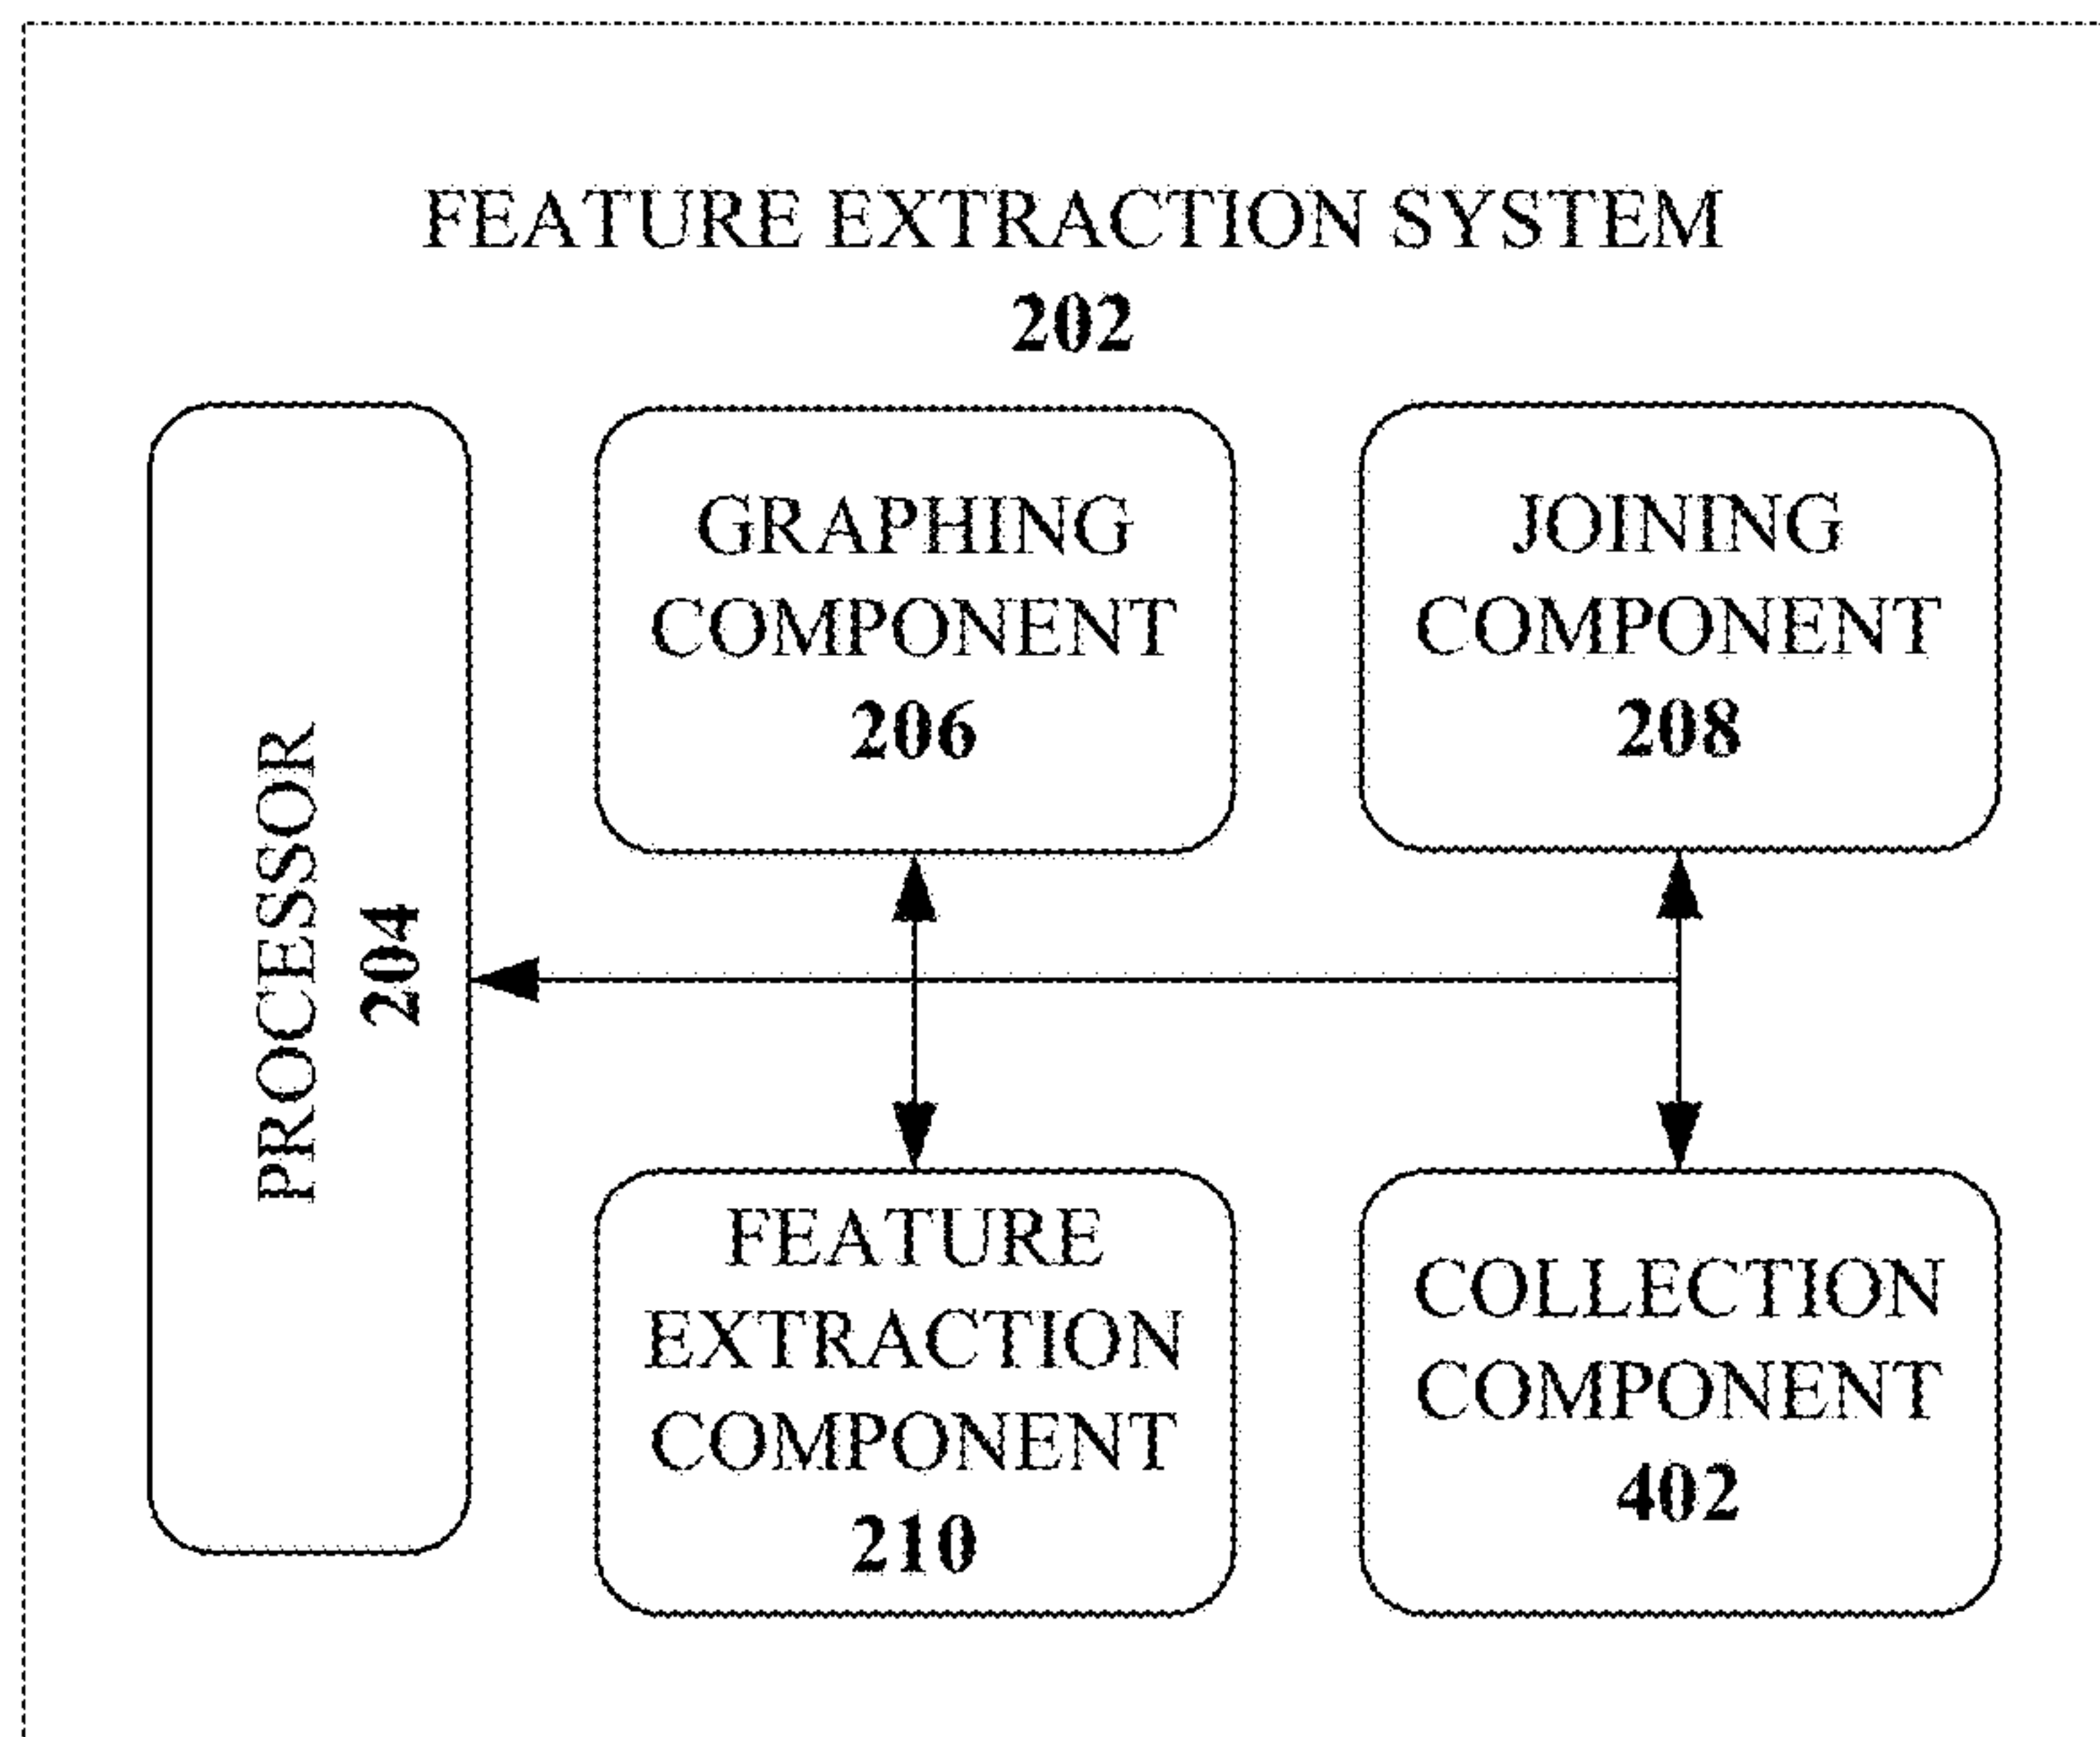 FEATURE EXTRACTION SYSTEM
202
PROCESSOR
204
GRAPHING
COMPONENT
206
JOINING
COMPONENT
208
FEATURE
EXTRACTION
COMPONENT
210
COLLECTION
COMPONENT
402